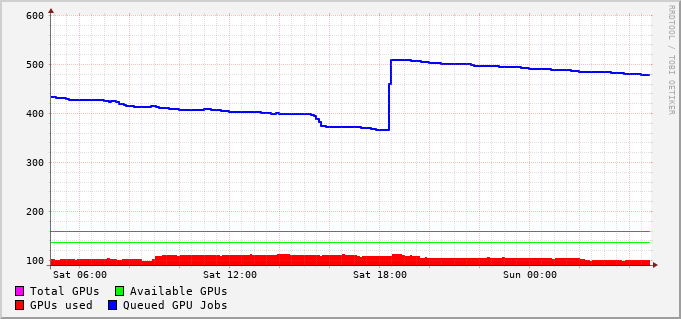 600
500
400
300
200
100
Sat 06:00 Sat 12:00 Sat 18:00 Sun 00:00
Total GPUs Available GPUs
GPUs used Queued GPU Jobs
RRDTOOL / TOBI OETIKER